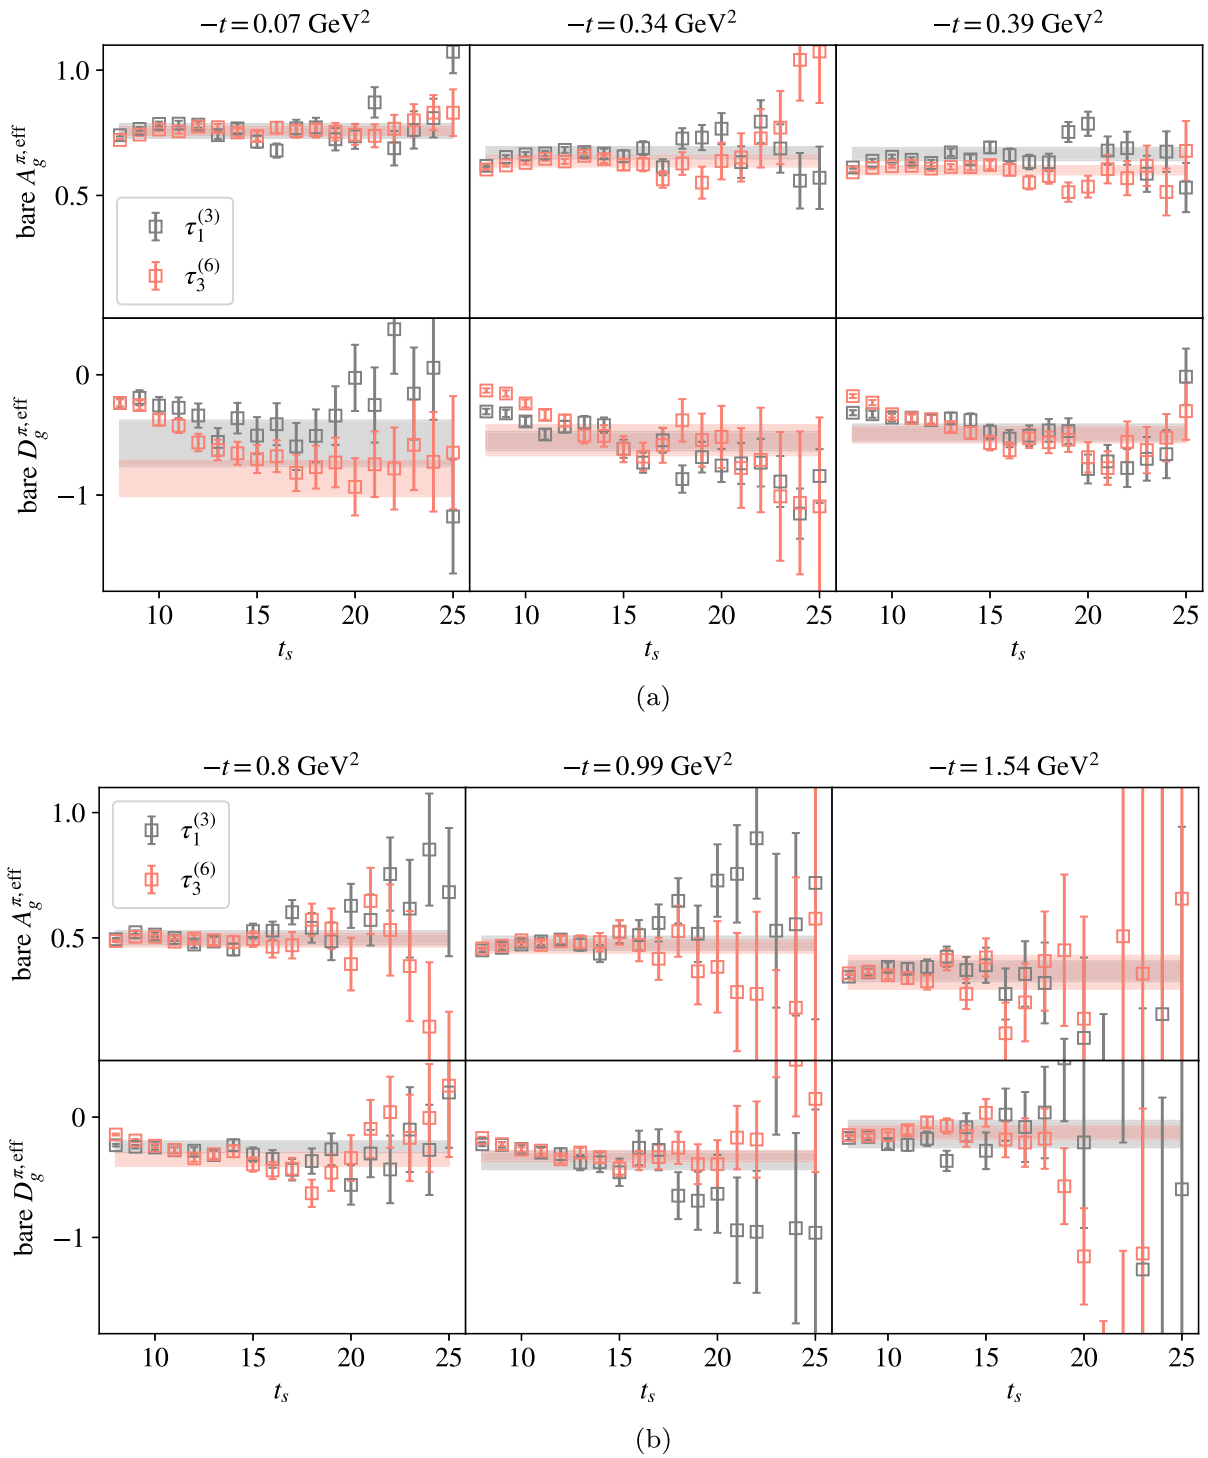 −t = 0.07 GeV² −t = 0.34 GeV² −t = 0.39 GeV²
bare A_g^{π,eff}
1.0
0.5
τ_1^{(3)}
τ_3^{(6)}
bare D_g^{π,eff}
0
−1
10 15 20 25 10 15 20 25 10 15 20 25
t_s t_s t_s
(a)
−t = 0.8 GeV² −t = 0.99 GeV² −t = 1.54 GeV²
bare A_g^{π,eff}
1.0
0.5
τ_1^{(3)}
τ_3^{(6)}
bare D_g^{π,eff}
0
−1
10 15 20 25 10 15 20 25 10 15 20 25
t_s t_s t_s
(b)